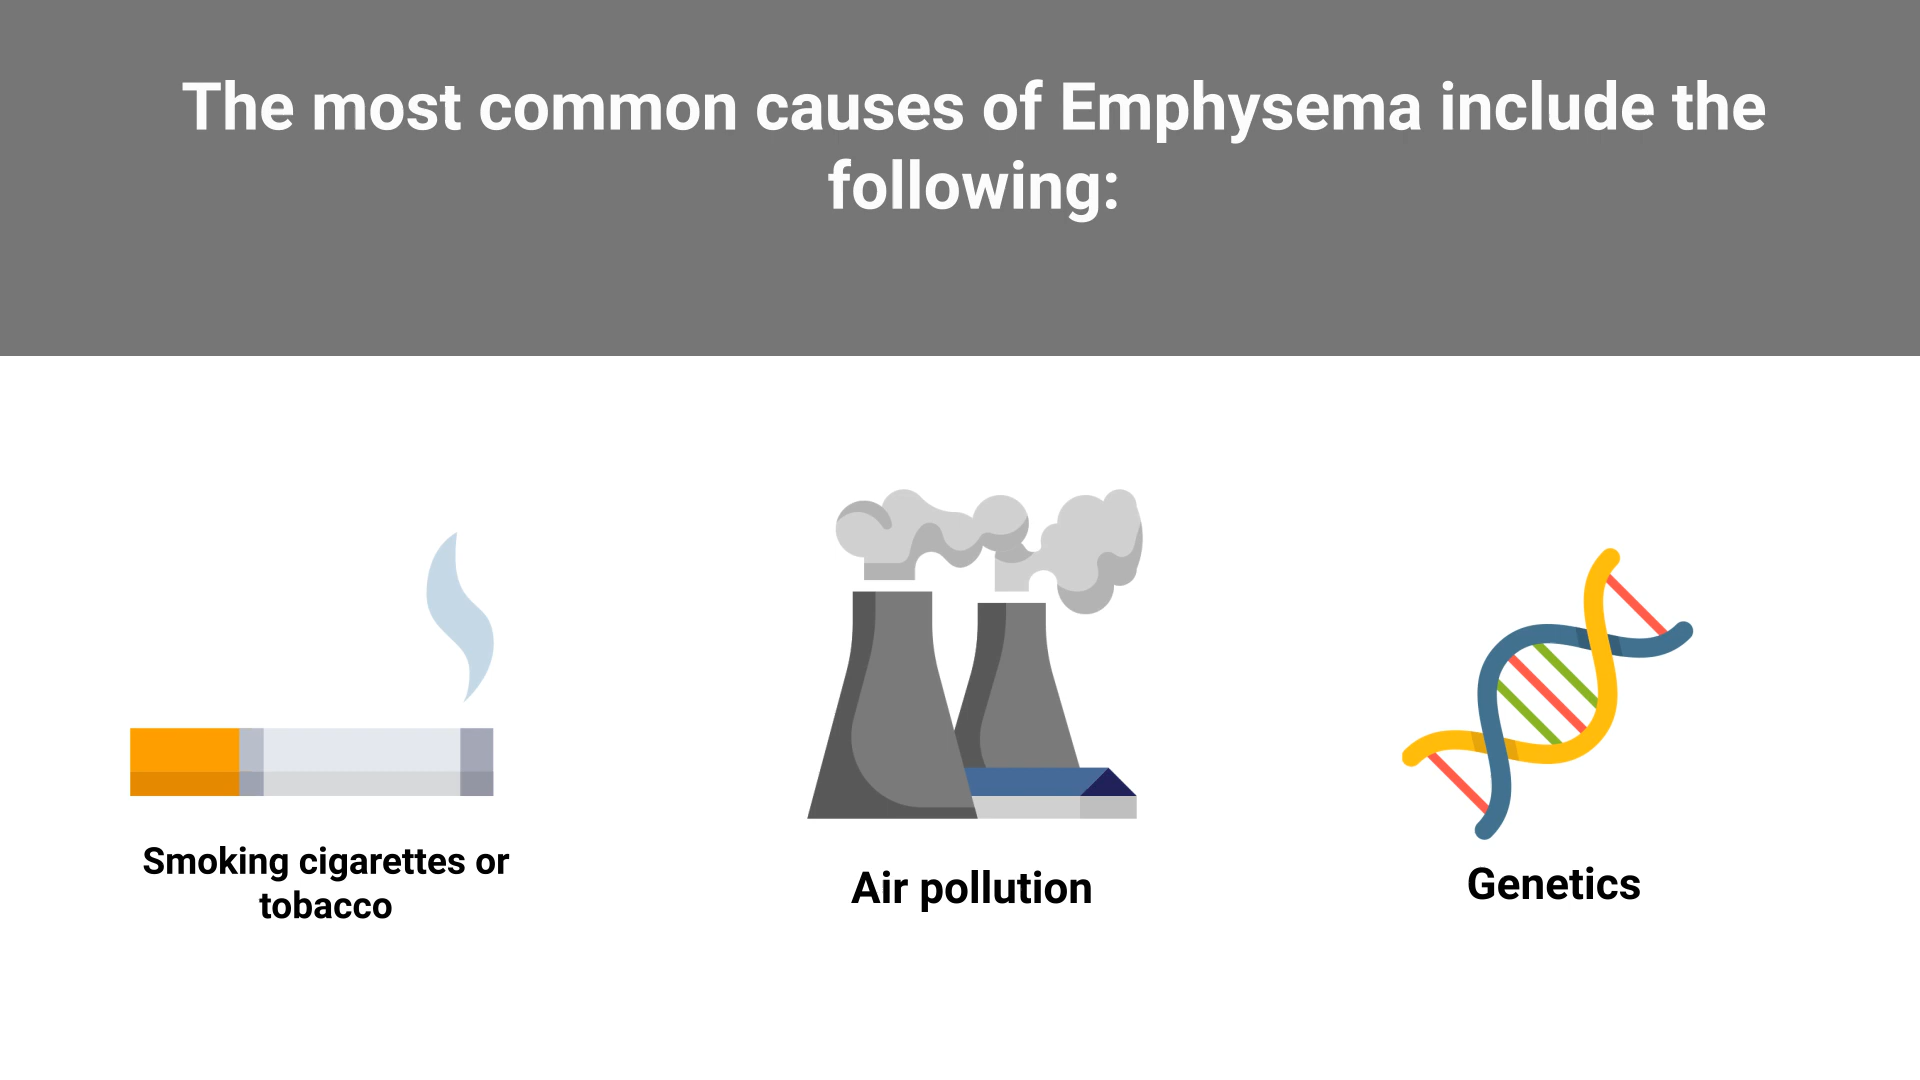 The most common causes of Emphysema include the
following:
Smoking cigarettes or
tobacco
Air pollution
Genetics